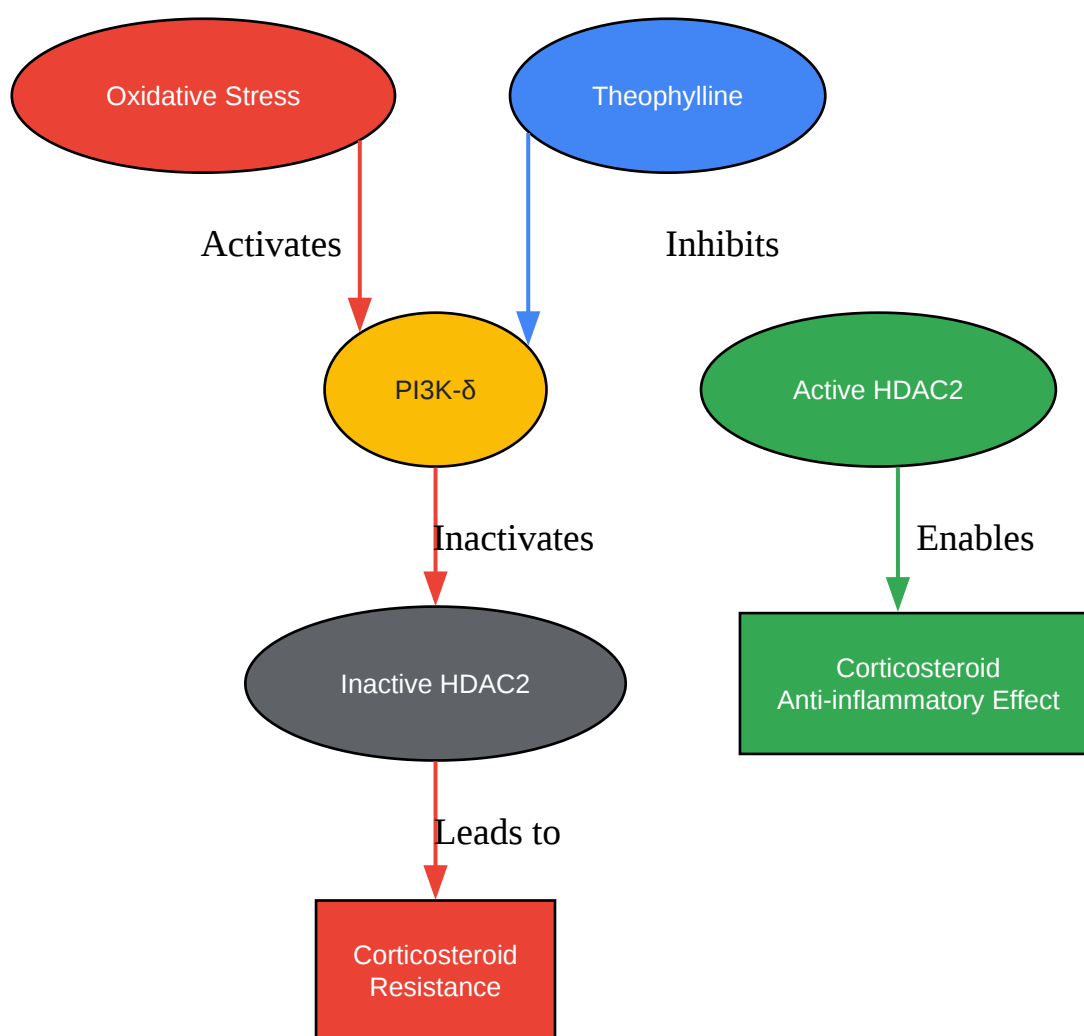 Oxidative Stress
Theophylline
Activates
Inhibits
PI3K-δ
Active HDAC2
Inactivates
Enables
Inactive HDAC2
Corticosteroid
Anti-inflammatory Effect
Leads to
Corticosteroid
Resistance